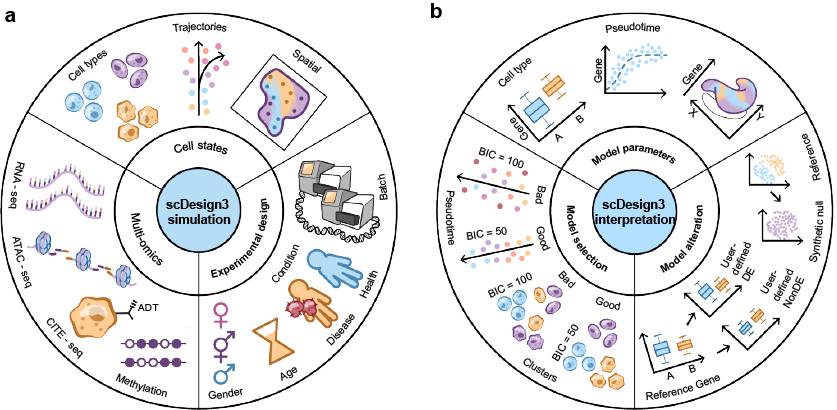 a
Trajectories
Cell types
Spatial
Cell states
RNA - seq
ATAC - seq
CITE - seq
ADT
Methylation
Multi-omics
scDesign3
simulation
Experimental design
Batch
Condition
Health
Disease
Age
Gender
b
Pseudotime
Cell type
Gene
A
B
Gene
Gene
X
Y
Model parameters
BIC = 100
Bad
Pseudotime
BIC = 50
Good
Model selection
scDesign3
interpretation
Model alteration
Reference
Synthetic null
BIC = 100
Bad
Good
BIC = 50
Clusters
User-
defined
DE
User-
defined
NonDE
A
B
Reference Gene